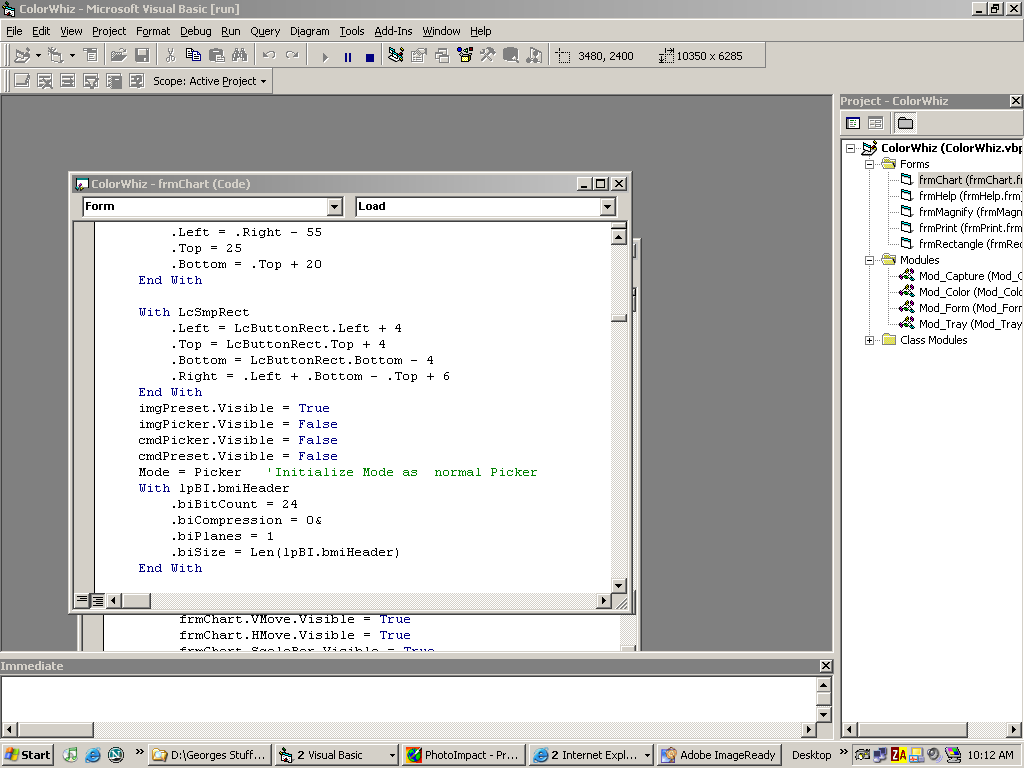 ColorWhiz - Microsoft Visual Basic [run]
File Edit View Project Format Debug Run Query Diagram Tools Add-Ins Window Help
3480, 2400 10350 x 6285
Scope: Active Project
Project - ColorWhiz
ColorWhiz (ColorWhiz.vbp
Forms
frmChart (frmChart.fr
frmHelp (frmHelp.frm)
frmMagnify (frmMagn
frmPrint (frmPrint.frm
frmRectangle (frmRec
Modules
Mod_Capture (Mod_C
Mod_Color (Mod_Colo
Mod_Form (Mod_Forr
Mod_Tray (Mod_Tray
Class Modules
ColorWhiz - frmChart (Code)
Form Load
.Left = .Right - 55
.Top = 25
.Bottom = .Top + 20
End With
With LcSmpRect
.Left = LcButtonRect.Left + 4
.Top = LcButtonRect.Top + 4
.Bottom = LcButtonRect.Bottom - 4
.Right = .Left + .Bottom - .Top + 6
End With
imgPreset.Visible = True
imgPicker.Visible = False
cmdPicker.Visible = False
cmdPreset.Visible = False
Mode = Picker 'Initialize Mode as normal Picker
With lpBI.bmiHeader
.biBitCount = 24
.biCompression = 0&
.biPlanes = 1
.biSize = Len(lpBI.bmiHeader)
End With
frmChart.VMove.Visible = True
frmChart.HMove.Visible = True
frmChart.ScaleBar.Visible = True
Immediate
Start » D:\Georges Stuff... 2 Visual Basic PhotoImpact - Pr... 2 Internet Expl... Adobe ImageReady Desktop » ZA 10:12 AM